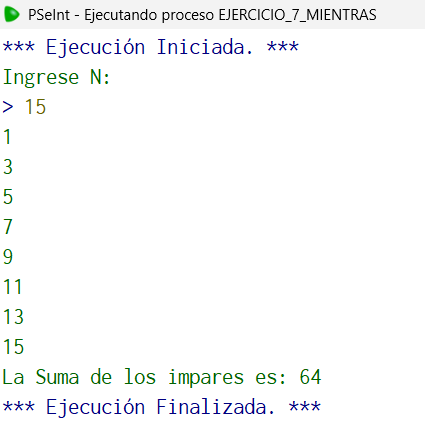 PSeInt - Ejecutando proceso EJERCICIO_7_MIENTRAS
*** Ejecución Iniciada. ***
Ingrese N:
> 15
1
3
5
7
9
11
13
15
La Suma de los impares es: 64
*** Ejecución Finalizada. ***